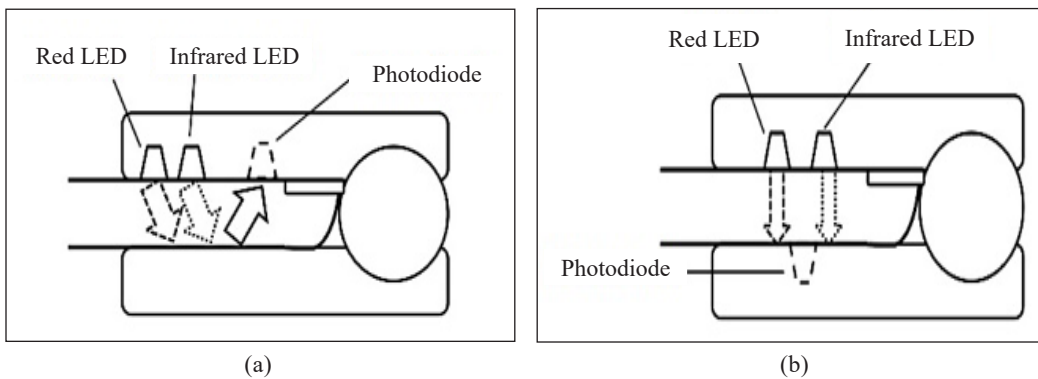 Red LED
Infrared LED
Photodiode
(a)
Red LED
Infrared LED
Photodiode
(b)